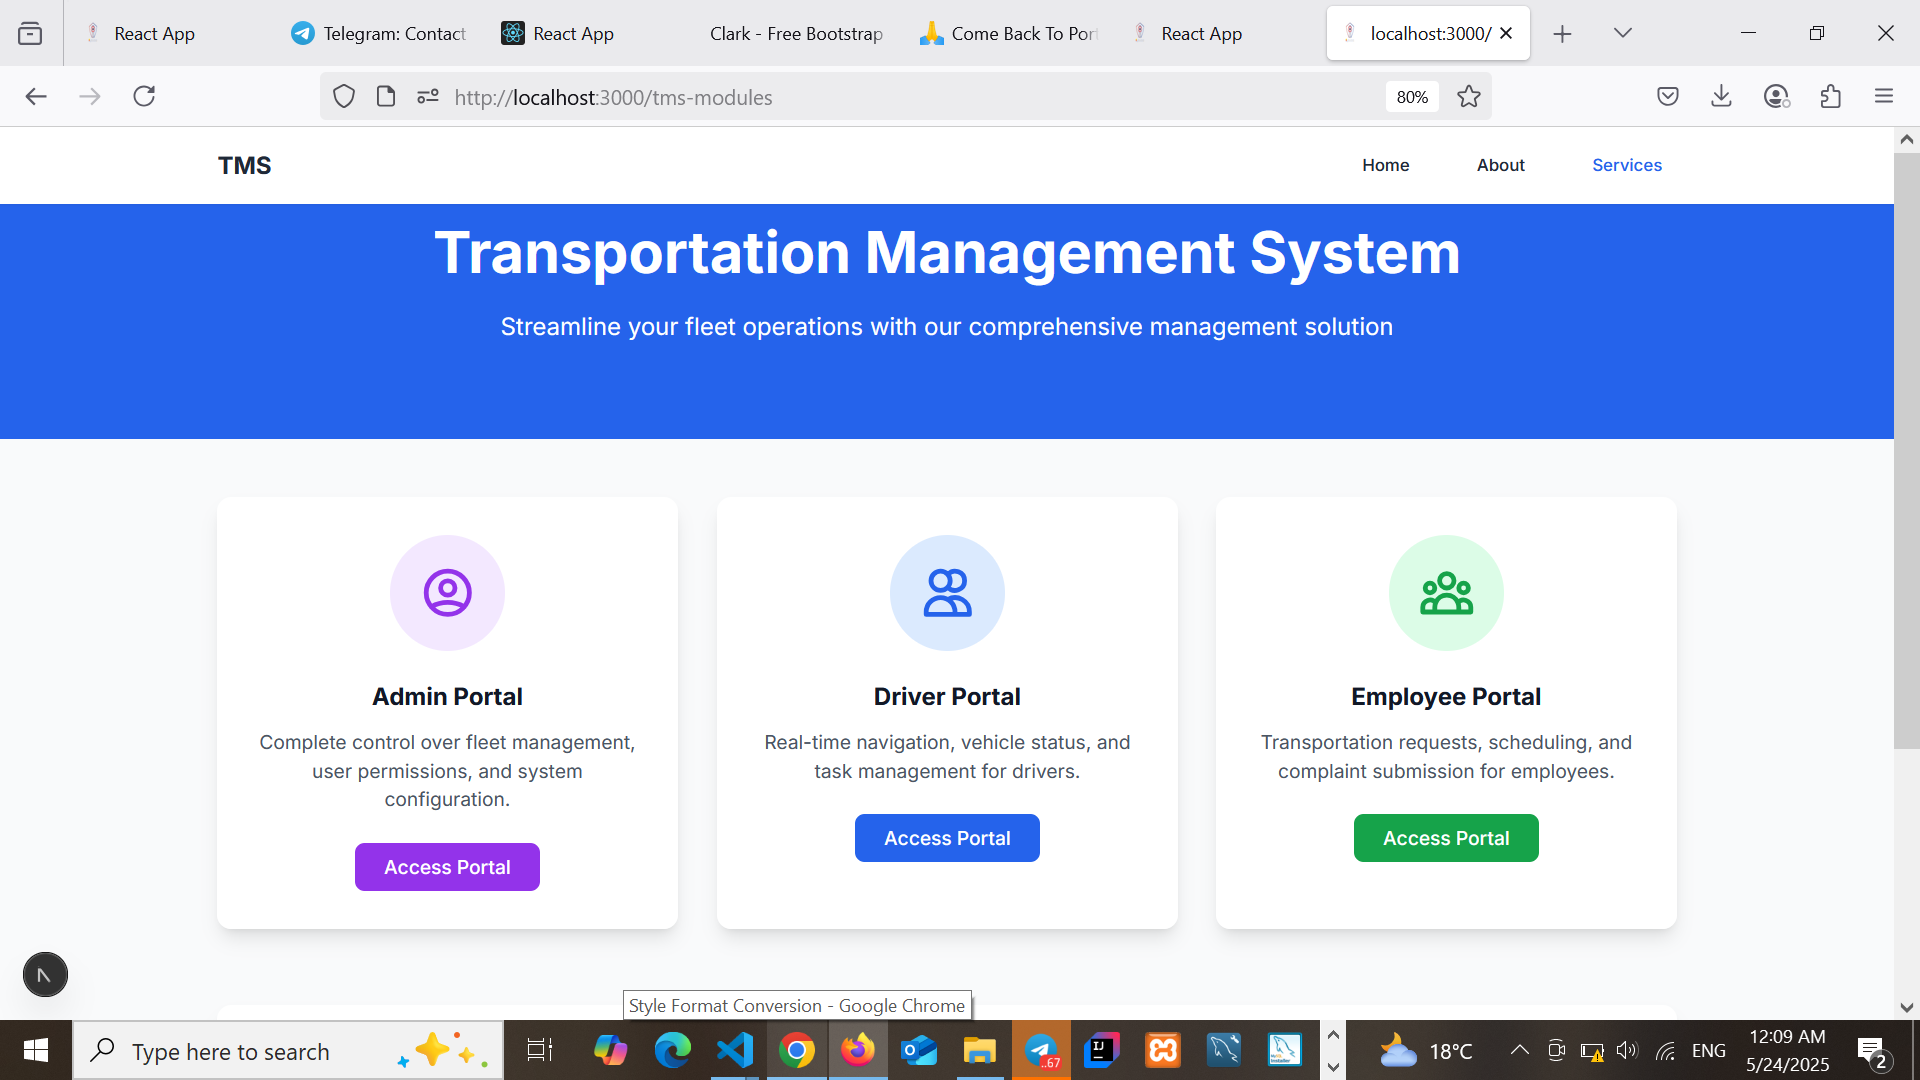 React App
Telegram: Contact
React App
Clark - Free Bootstrap
Come Back To Por
React App
localhost:3000/
http://localhost:3000/tms-modules
80%
TMS
Home
About
Services
Transportation Management System
Streamline your fleet operations with our comprehensive management solution
Admin Portal
Complete control over fleet management,
user permissions, and system
configuration.
Access Portal
Driver Portal
Real-time navigation, vehicle status, and
task management for drivers.
Access Portal
Employee Portal
Transportation requests, scheduling, and
complaint submission for employees.
Access Portal
Style Format Conversion - Google Chrome
Type here to search
..67
18°C
ENG
12:09 AM
5/24/2025
2